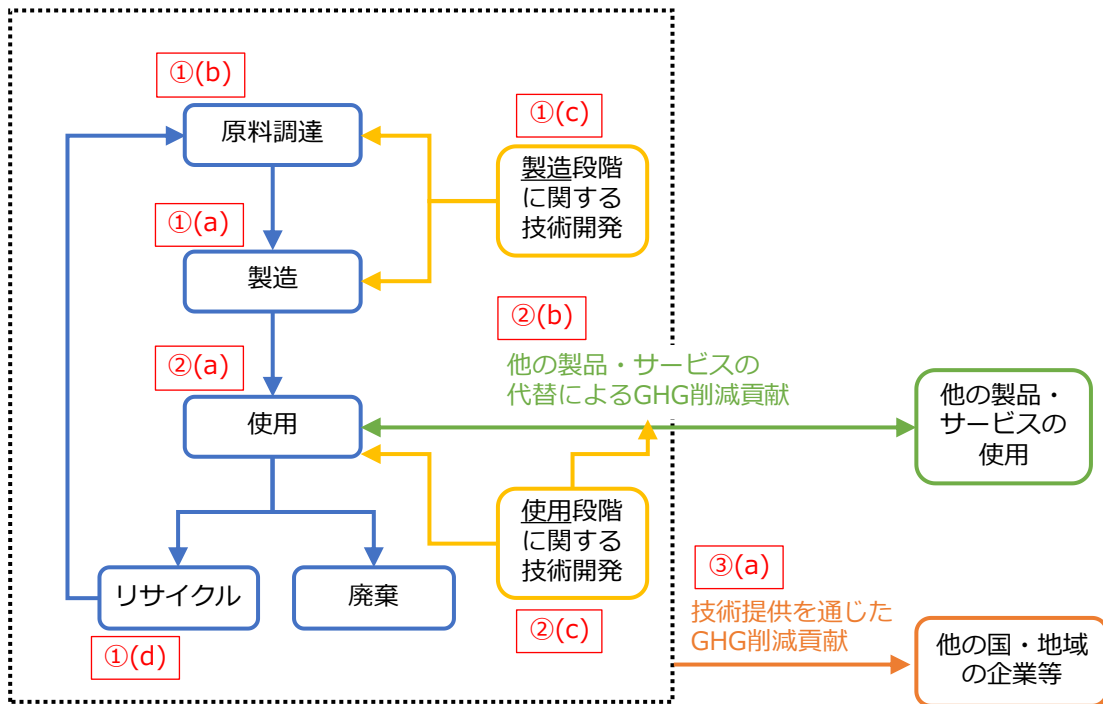 ①(b)
原料調達
①(c)
製造段階
に関する
技術開発
①(a)
製造
②(b)
②(a)
他の製品・サービスの
代替によるGHG削減貢献
使用
他の製品・
サービスの
使用
使用段階
に関する
技術開発
③(a)
リサイクル
廃棄
技術提供を通じた
GHG削減貢献
②(c)
①(d)
他の国・地域
の企業等